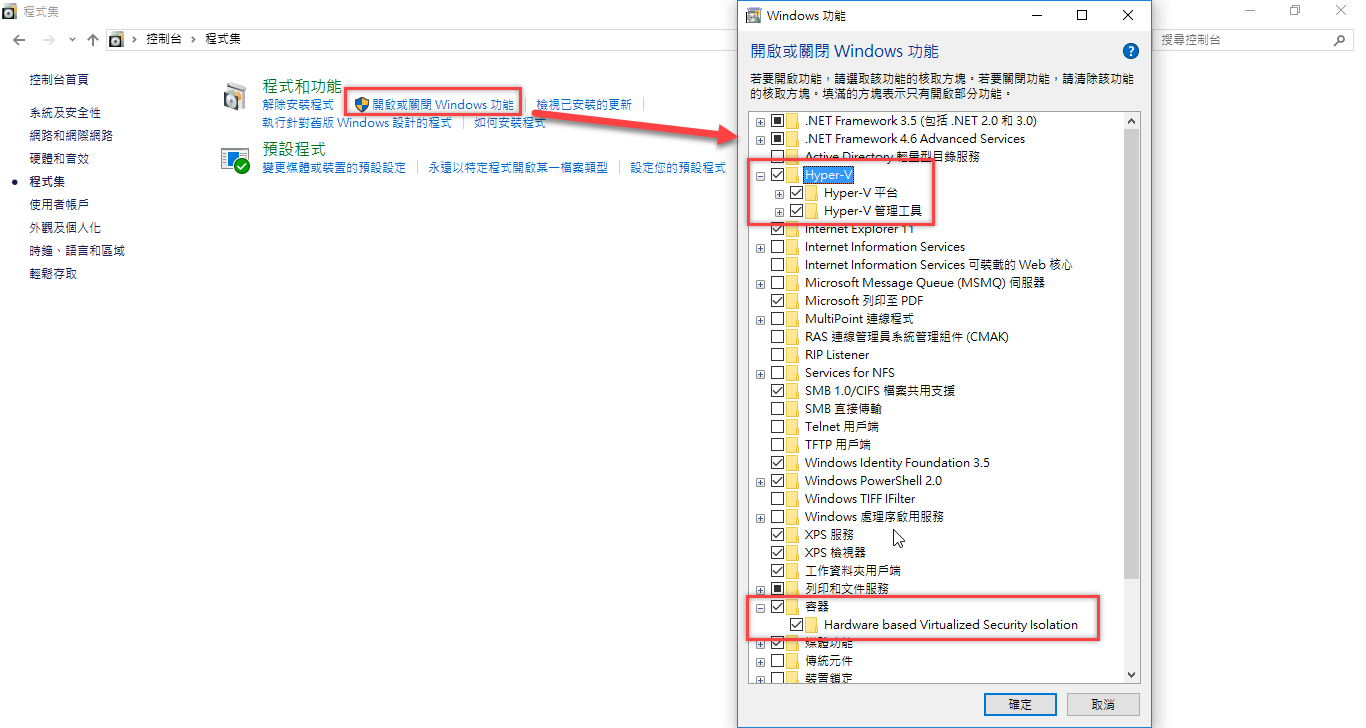 程式集
控制台 程式集
搜尋控制台
控制台首頁
系統及安全性
網路和網際網路
硬體和音效
程式集
使用者帳戶
外觀及個人化
時鐘、語言和區域
輕鬆存取
程式和功能
解除安裝程式 開啟或關閉 Windows 功能 檢視已安裝的更新
執行針對舊版 Windows 設計的程式 如何安裝程式
預設程式
變更媒體或裝置的預設設定 永遠以特定程式開啟某一檔案類型 設定您的預設程式
Windows 功能
開啟或關閉 Windows 功能
若要開啟功能，請選取該功能的核取方塊。若要關閉功能，請清除該功能
的核取方塊。填滿的方塊表示只有開啟部分功能。
.NET Framework 3.5 (包括 .NET 2.0 和 3.0)
.NET Framework 4.6 Advanced Services
Active Directory 輕量型目錄服務
Hyper-V
Hyper-V 平台
Hyper-V 管理工具
Internet Explorer 11
Internet Information Services
Internet Information Services 可裝載的 Web 核心
Microsoft Message Queue (MSMQ) 伺服器
Microsoft 列印至 PDF
MultiPoint 連線程式
RAS 連線管理員系統管理組件 (CMAK)
RIP Listener
Services for NFS
SMB 1.0/CIFS 檔案共用支援
SMB 直接傳輸
Telnet 用戶端
TFTP 用戶端
Windows Identity Foundation 3.5
Windows PowerShell 2.0
Windows TIFF IFilter
Windows 處理序啟用服務
XPS 服務
XPS 檢視器
工作資料夾用戶端
列印和文件服務
容器
Hardware based Virtualized Security Isolation
媒體功能
傳統元件
裝置鎖定
確定 取消